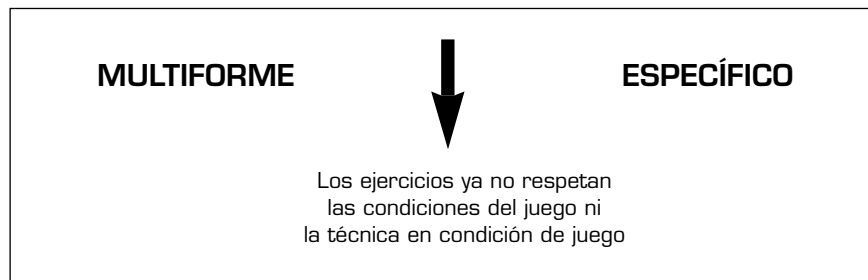 MULTIFORME
ESPECÍFICO
Los ejercicios ya no respetan
las condiciones del juego ni
la técnica en condición de juego